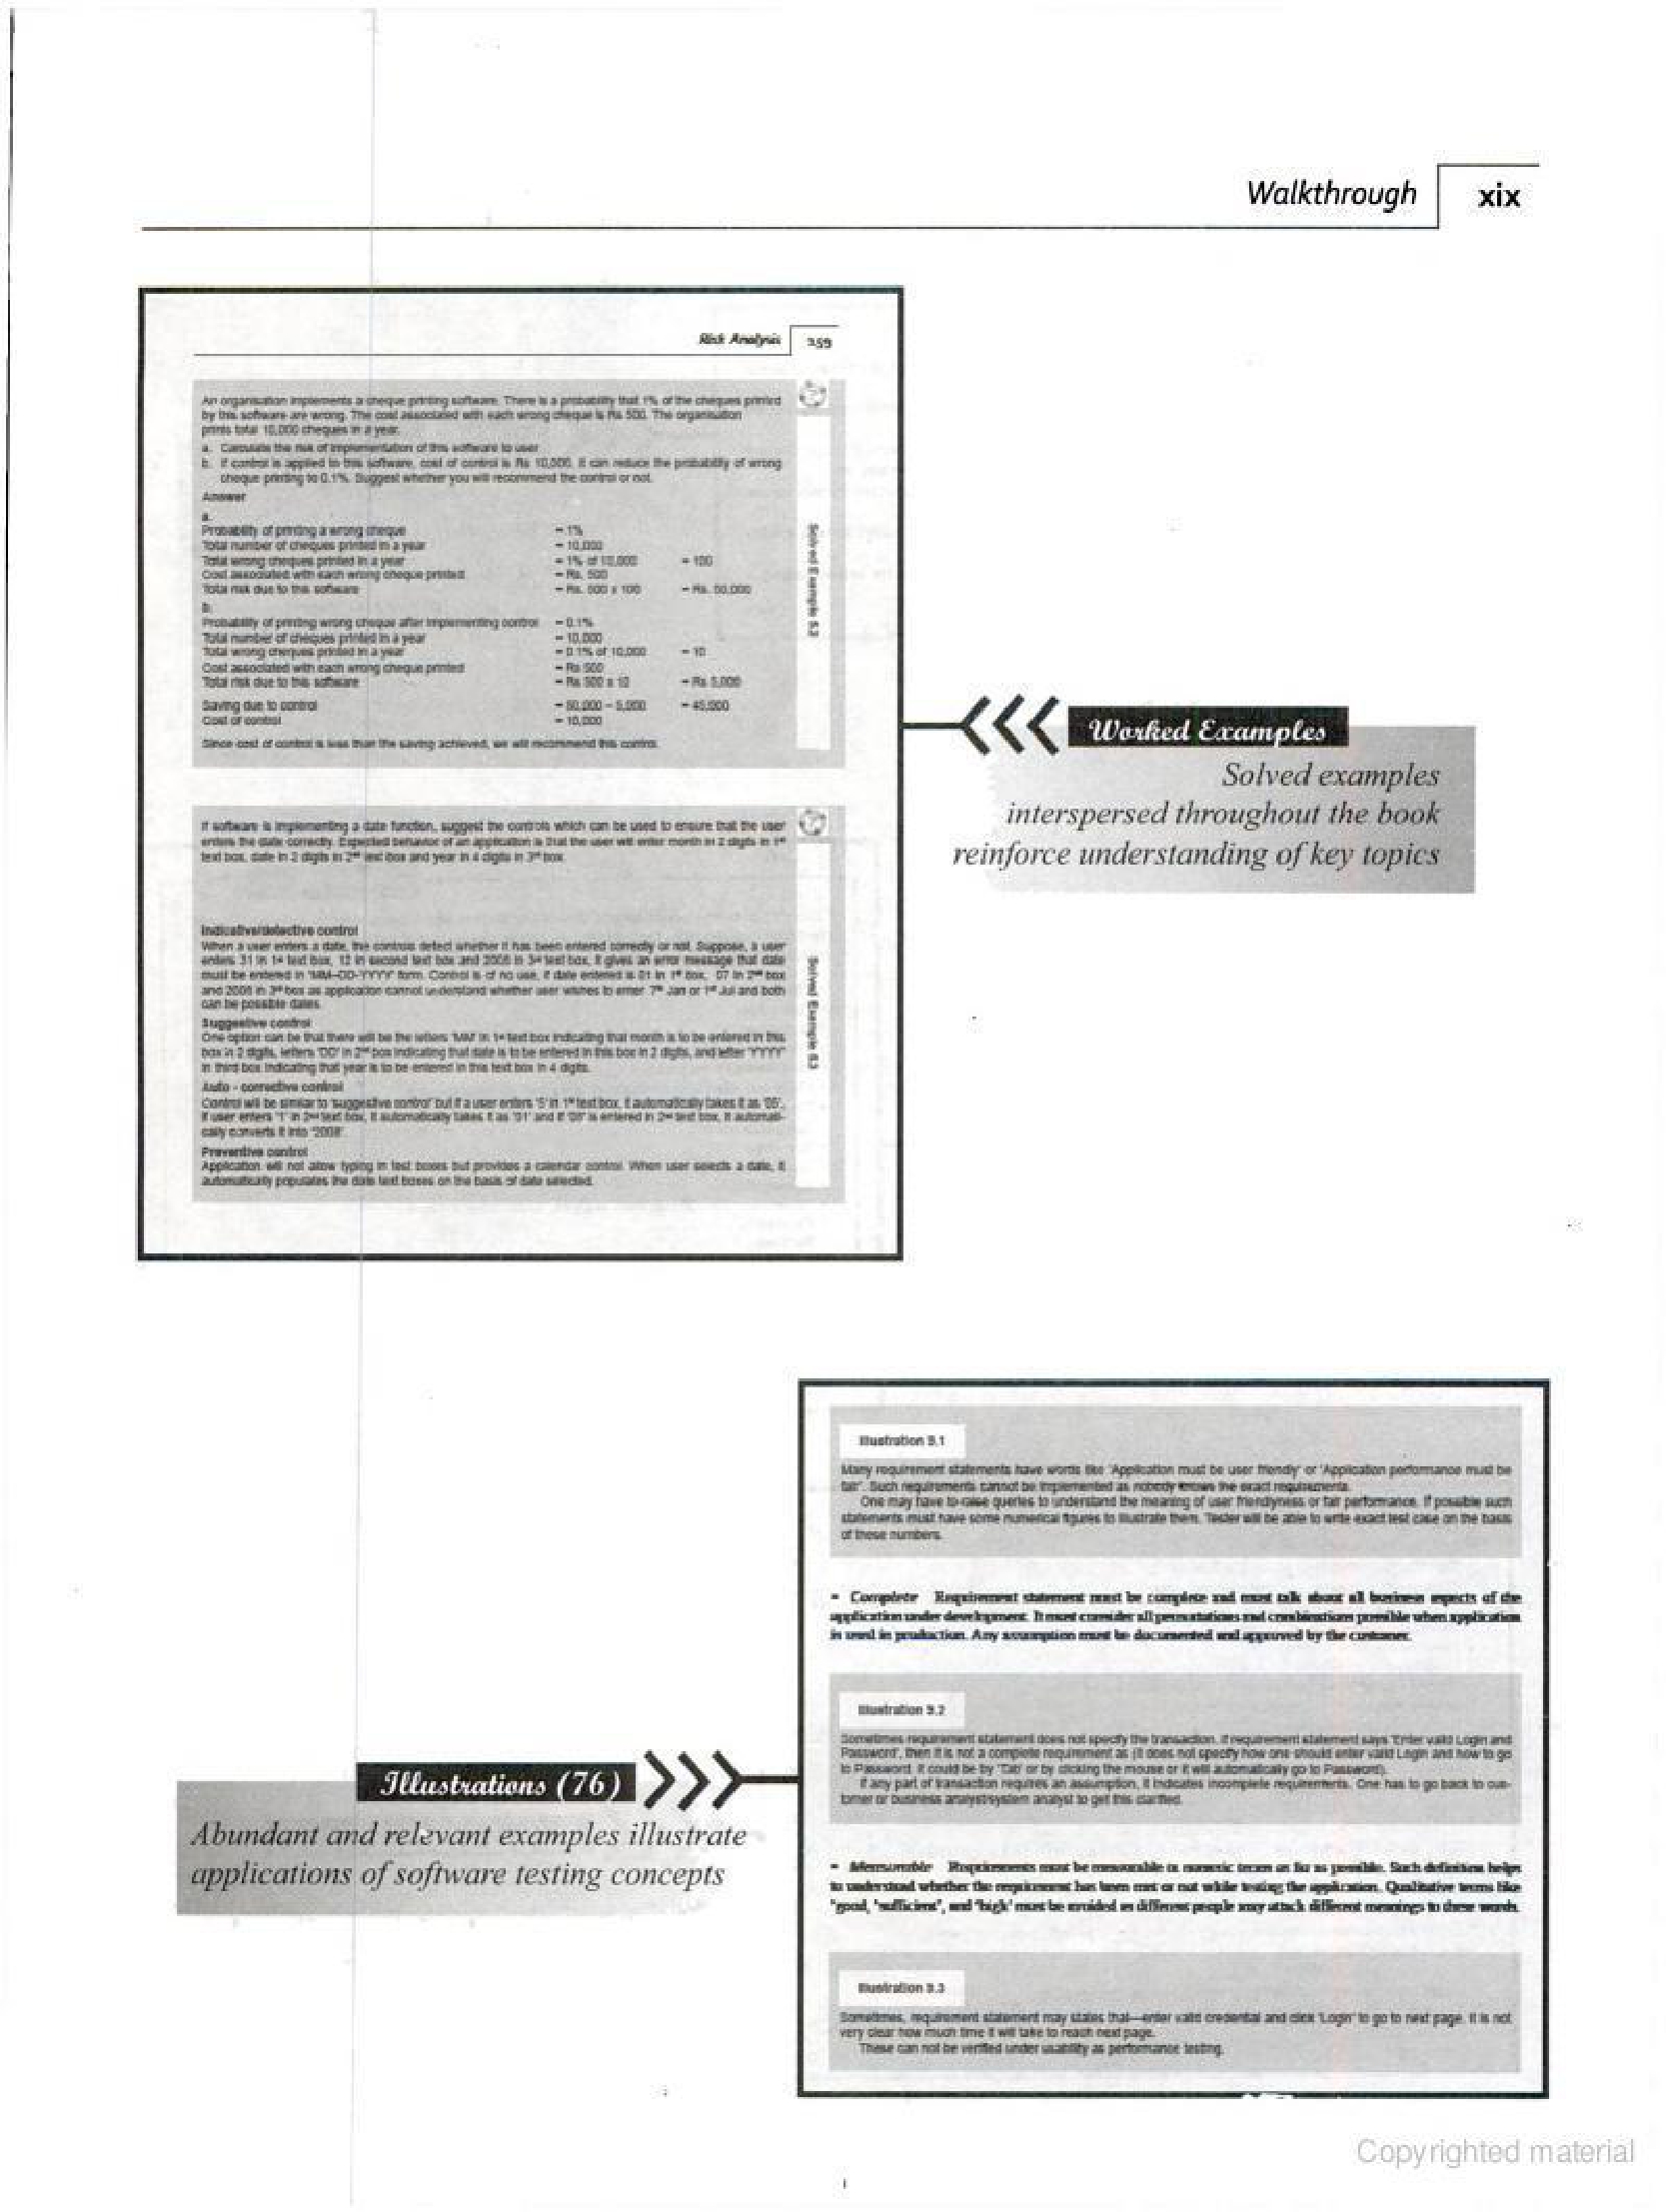 Walkthrough xix
Risk Analysis 259
An organisation implements a cheque printing software. There is a probability that 1% of the cheques printed
by this software are wrong. The cost associated with each wrong cheque is Rs 500. The organisation
prints total 10,000 cheques in a year.
a. Calculate the risk of implementation of this software to user
b. If control is applied to this software, cost of control is Rs 10,000. It can reduce the probability of wrong
cheque printing to 0.1%. Suggest whether you will recommend the control or not.
Answer
a.
Probability of printing a wrong cheque = 1%
Total number of cheques printed in a year = 10,000
Total wrong cheques printed in a year = 1% of 10,000 = 100
Cost associated with each wrong cheque printed = Rs. 500
Total risk due to this software = Rs. 500 x 100 = Rs. 50,000
b.
Probability of printing wrong cheque after implementing control = 0.1%
Total number of cheques printed in a year = 10,000
Total wrong cheques printed in a year = 0.1% of 10,000 = 10
Cost associated with each wrong cheque printed = Rs 500
Total risk due to this software = Rs 500 x 10 = Rs 5,000
Saving due to control = 50,000 – 5,000 = 45,000
Cost of control = 10,000
Since cost of control is less than the saving achieved, we will recommend this control.
Solved Example
If software is implementing a date function, suggest the controls which can be used to ensure that the user
enters the date correctly. Expected behavior of an application is that the user will enter month in 2 digits in 1st
text box, date in 2 digits in 2nd text box and year in 4 digits in 3rd box
Indicative/detective control
When a user enters a date, the controls detect whether it has been entered correctly or not. Suppose, a user
enters 31 in 1st text box, 12 in second text box and 2008 in 3rd text box, it gives an error message that date
must be entered in 'MM–DD-YYYY' form. Control is of no use, if date entered is 01 in 1st box, 07 in 2nd box
and 2008 in 3rd box as application cannot understand whether user wishes to enter 7th Jan or 1st Jul and both
can be possible dates.
Suggestive control
One option can be that there will be the letters 'MM' in 1st text box indicating that month is to be entered in this
box in 2 digits, letters 'DD' in 2nd box indicating that date is to be entered in this box in 2 digits, and letter 'YYYY'
in third box indicating that year is to be entered in this text box in 4 digits.
Auto - corrective control
Control will be similar to 'suggestive control' but if a user enters '5' in 1st text box, it automatically takes it as '05'.
If user enters '1' in 2nd text box, it automatically takes it as '01' and if '08' is entered in 2nd text box, it automati-
cally converts it into '2008'.
Preventive control
Application will not allow typing in text boxes but provides a calendar control. When user selects a date, it
automatically populates the date text boxes on the basis of date selected.
Solved Example
Worked Examples
Solved examples
interspersed throughout the book
reinforce understanding of key topics
Illustration 9.1
Many requirement statements have words like 'Application must be user friendly' or 'Application performance must be
fair'. Such requirements cannot be implemented as nobody knows the exact requirements.
One may have to raise queries to understand the meaning of user friendlyness or fair performance. If possible such
statements must have some numerical figures to illustrate them. Tester will be able to write exact test case on the basis
of these numbers.
Complete Requirement statement must be complete and must talk about all business aspects of the
application under development. It must consider all permutations and combinations possible when application
is used in production. Any assumption must be documented and approved by the customer.
Illustration 9.2
Sometimes requirement statement does not specify the transaction. If requirement statement says 'Enter valid Login and
Password', then it is not a complete requirement as (it does not specify how one should enter valid Login and how to go
to Password. It could be by 'Tab' or by clicking the mouse or it will automatically go to Password).
If any part of transaction requires an assumption, it indicates incomplete requirements. One has to go back to cus-
tomer or business analyst/system analyst to get this clarified.
Illustrations (76)
Abundant and relevant examples illustrate
applications of software testing concepts
Measurable Requirements must be measurable in numeric terms as far as possible. Such definition helps
to understand whether the requirement has been met or not while testing the application. Qualitative terms like
'good, 'sufficient', and 'high' must be avoided as different people may attach different meanings to these words.
Illustration 9.3
Sometimes, requirement statement may states that—enter valid credential and click 'Login' to go to next page. It is not
very clear how much time it will take to reach next page.
These can not be verified under usability as performance testing.
Copyrighted material